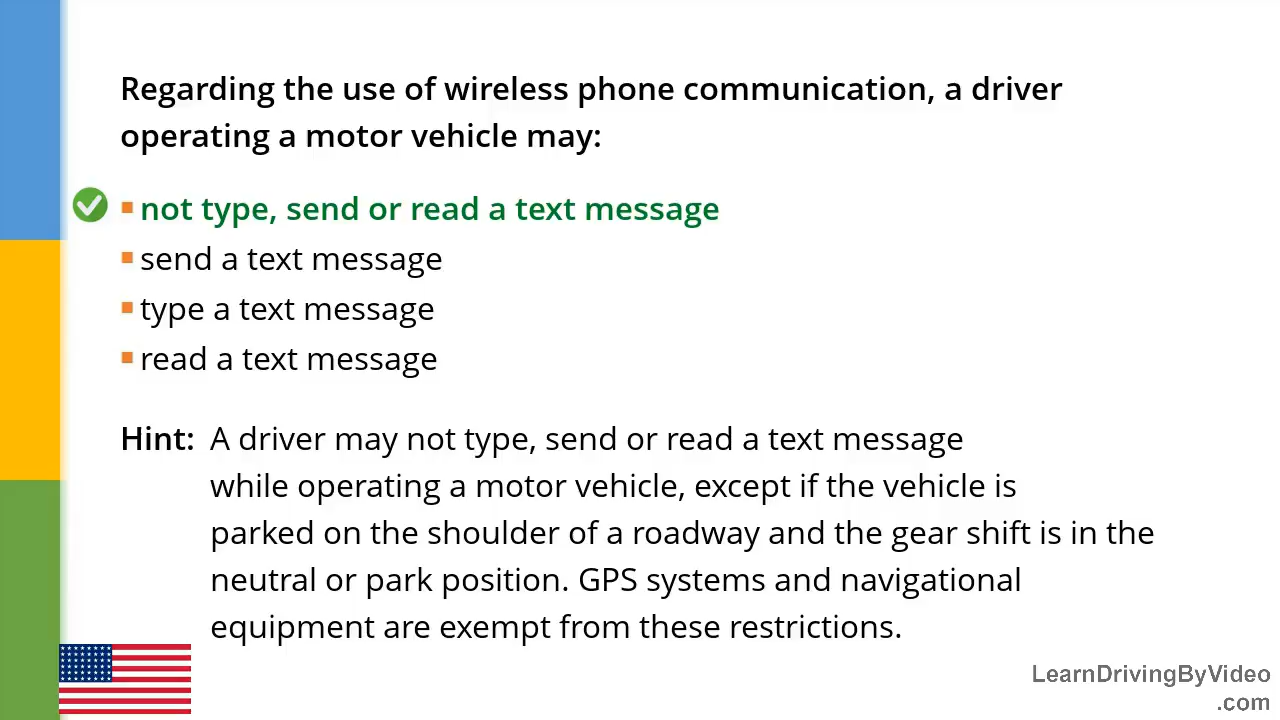 Regarding the use of wireless phone communication, a driver
operating a motor vehicle may:
not type, send or read a text message
send a text message
type a text message
read a text message
Hint: A driver may not type, send or read a text message
while operating a motor vehicle, except if the vehicle is
parked on the shoulder of a roadway and the gear shift is in the
neutral or park position. GPS systems and navigational
equipment are exempt from these restrictions.
LearnDrivingByVideo
.com